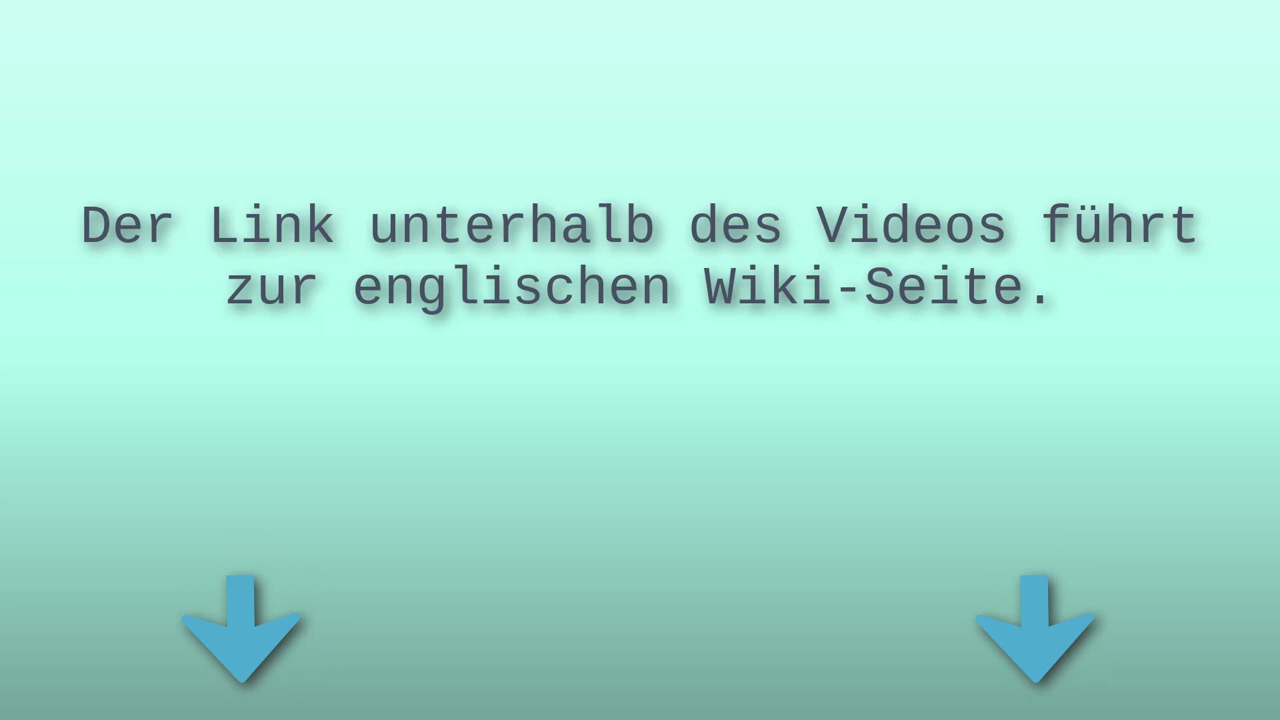 Der Link unterhalb des Videos führt
zur englischen Wiki-Seite.